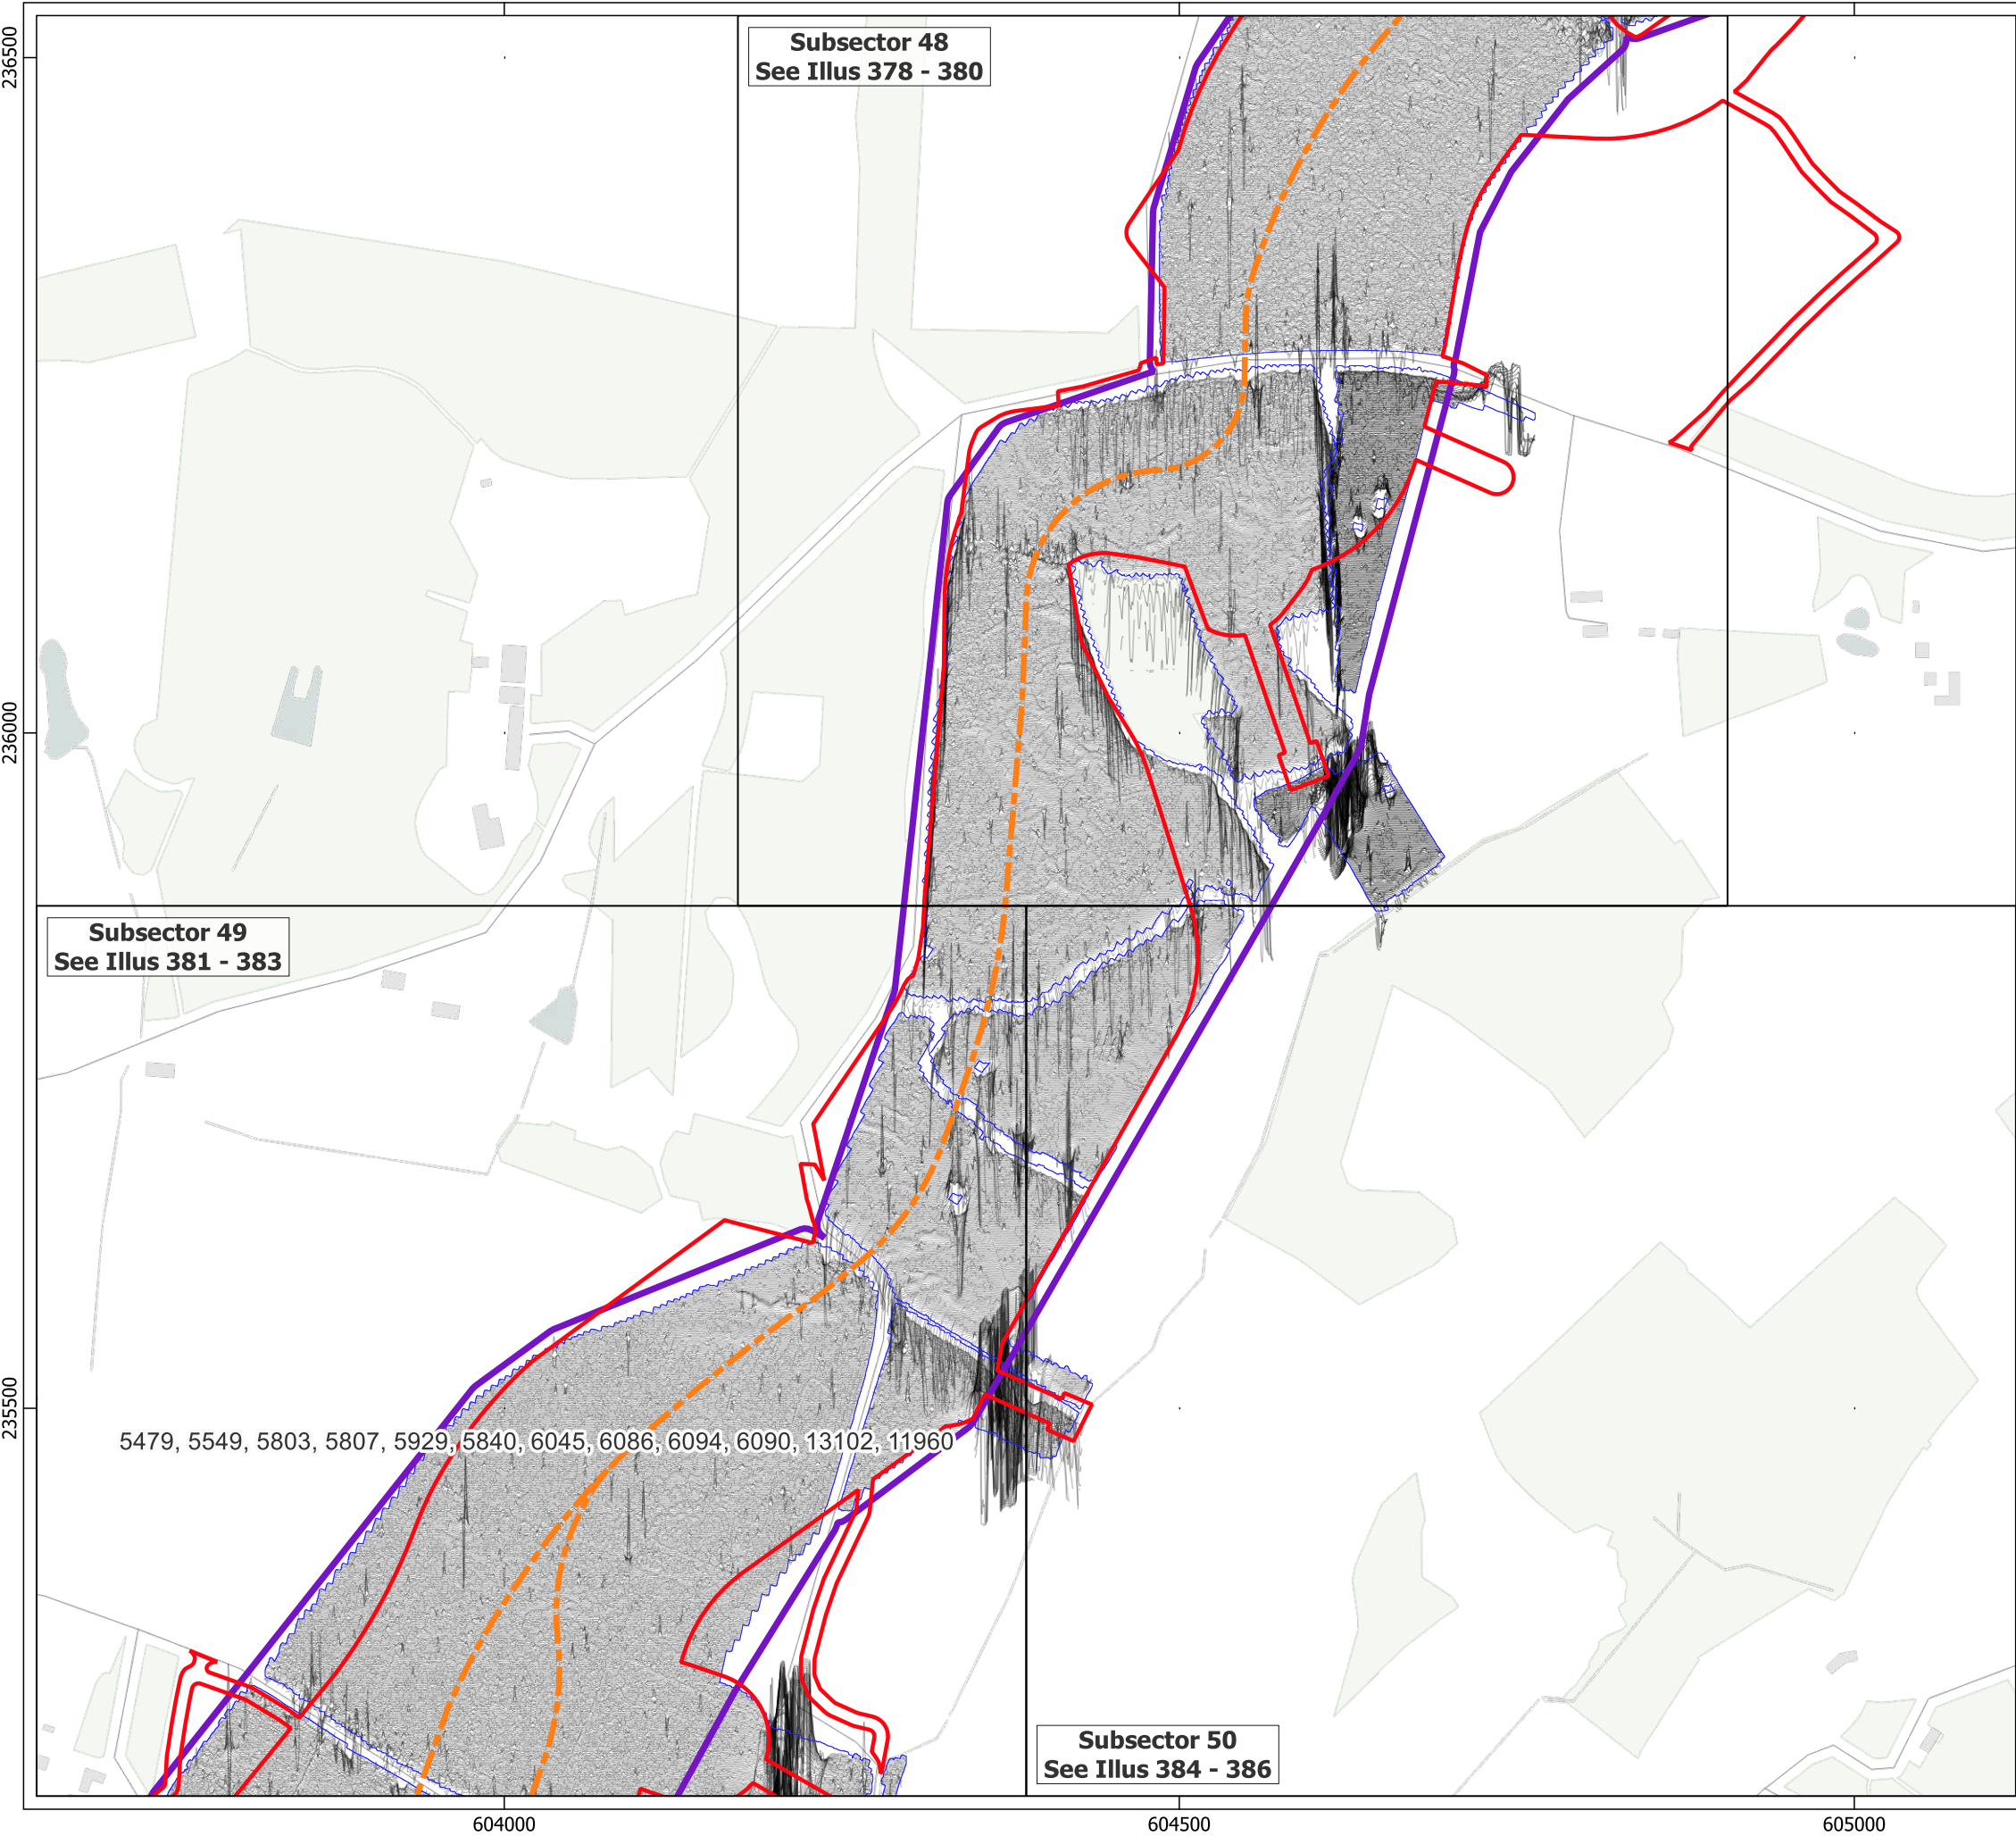 236500
Subsector 48
See Illus 378 - 380
236000
Subsector 49
See Illus 381 - 383
235500
5479, 5549, 5803, 5807, 5929, 5840, 6045, 6086, 6094, 6090, 13102, 11960
Subsector 50
See Illus 384 - 386
604000
604500
605000